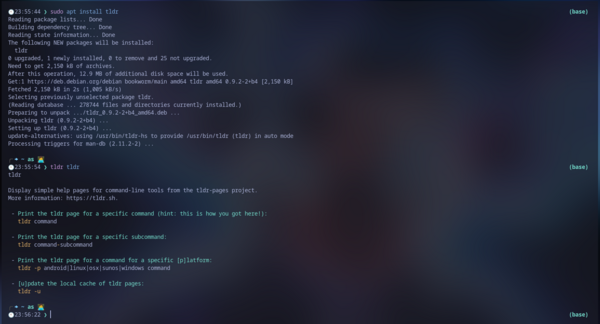 23:55:44 ❯ sudo apt install tldr (base)
Reading package lists... Done
Building dependency tree... Done
Reading state information... Done
The following NEW packages will be installed:
tldr
0 upgraded, 1 newly installed, 0 to remove and 25 not upgraded.
Need to get 2,150 kB of archives.
After this operation, 12.9 MB of additional disk space will be used.
Get:1 https://deb.debian.org/debian bookworm/main amd64 tldr amd64 0.9.2-2+b4 [2,150 kB]
Fetched 2,150 kB in 2s (1,005 kB/s)
Selecting previously unselected package tldr.
(Reading database ... 278744 files and directories currently installed.)
Preparing to unpack .../tldr_0.9.2-2+b4_amd64.deb ...
Unpacking tldr (0.9.2-2+b4) ...
Setting up tldr (0.9.2-2+b4) ...
update-alternatives: using /usr/bin/tldr-hs to provide /usr/bin/tldr (tldr) in auto mode
Processing triggers for man-db (2.11.2-2) ...
~ as
23:55:54 ❯ tldr tldr (base)
tldr
Display simple help pages for command-line tools from the tldr-pages project.
More information: https://tldr.sh.
- Print the tldr page for a specific command (hint: this is how you got here!):
tldr command
- Print the tldr page for a specific subcommand:
tldr command-subcommand
- Print the tldr page for a command for a specific [p]latform:
tldr -p android|linux|osx|sunos|windows command
- [u]pdate the local cache of tldr pages:
tldr -u
~ as
23:56:22 ❯ (base)